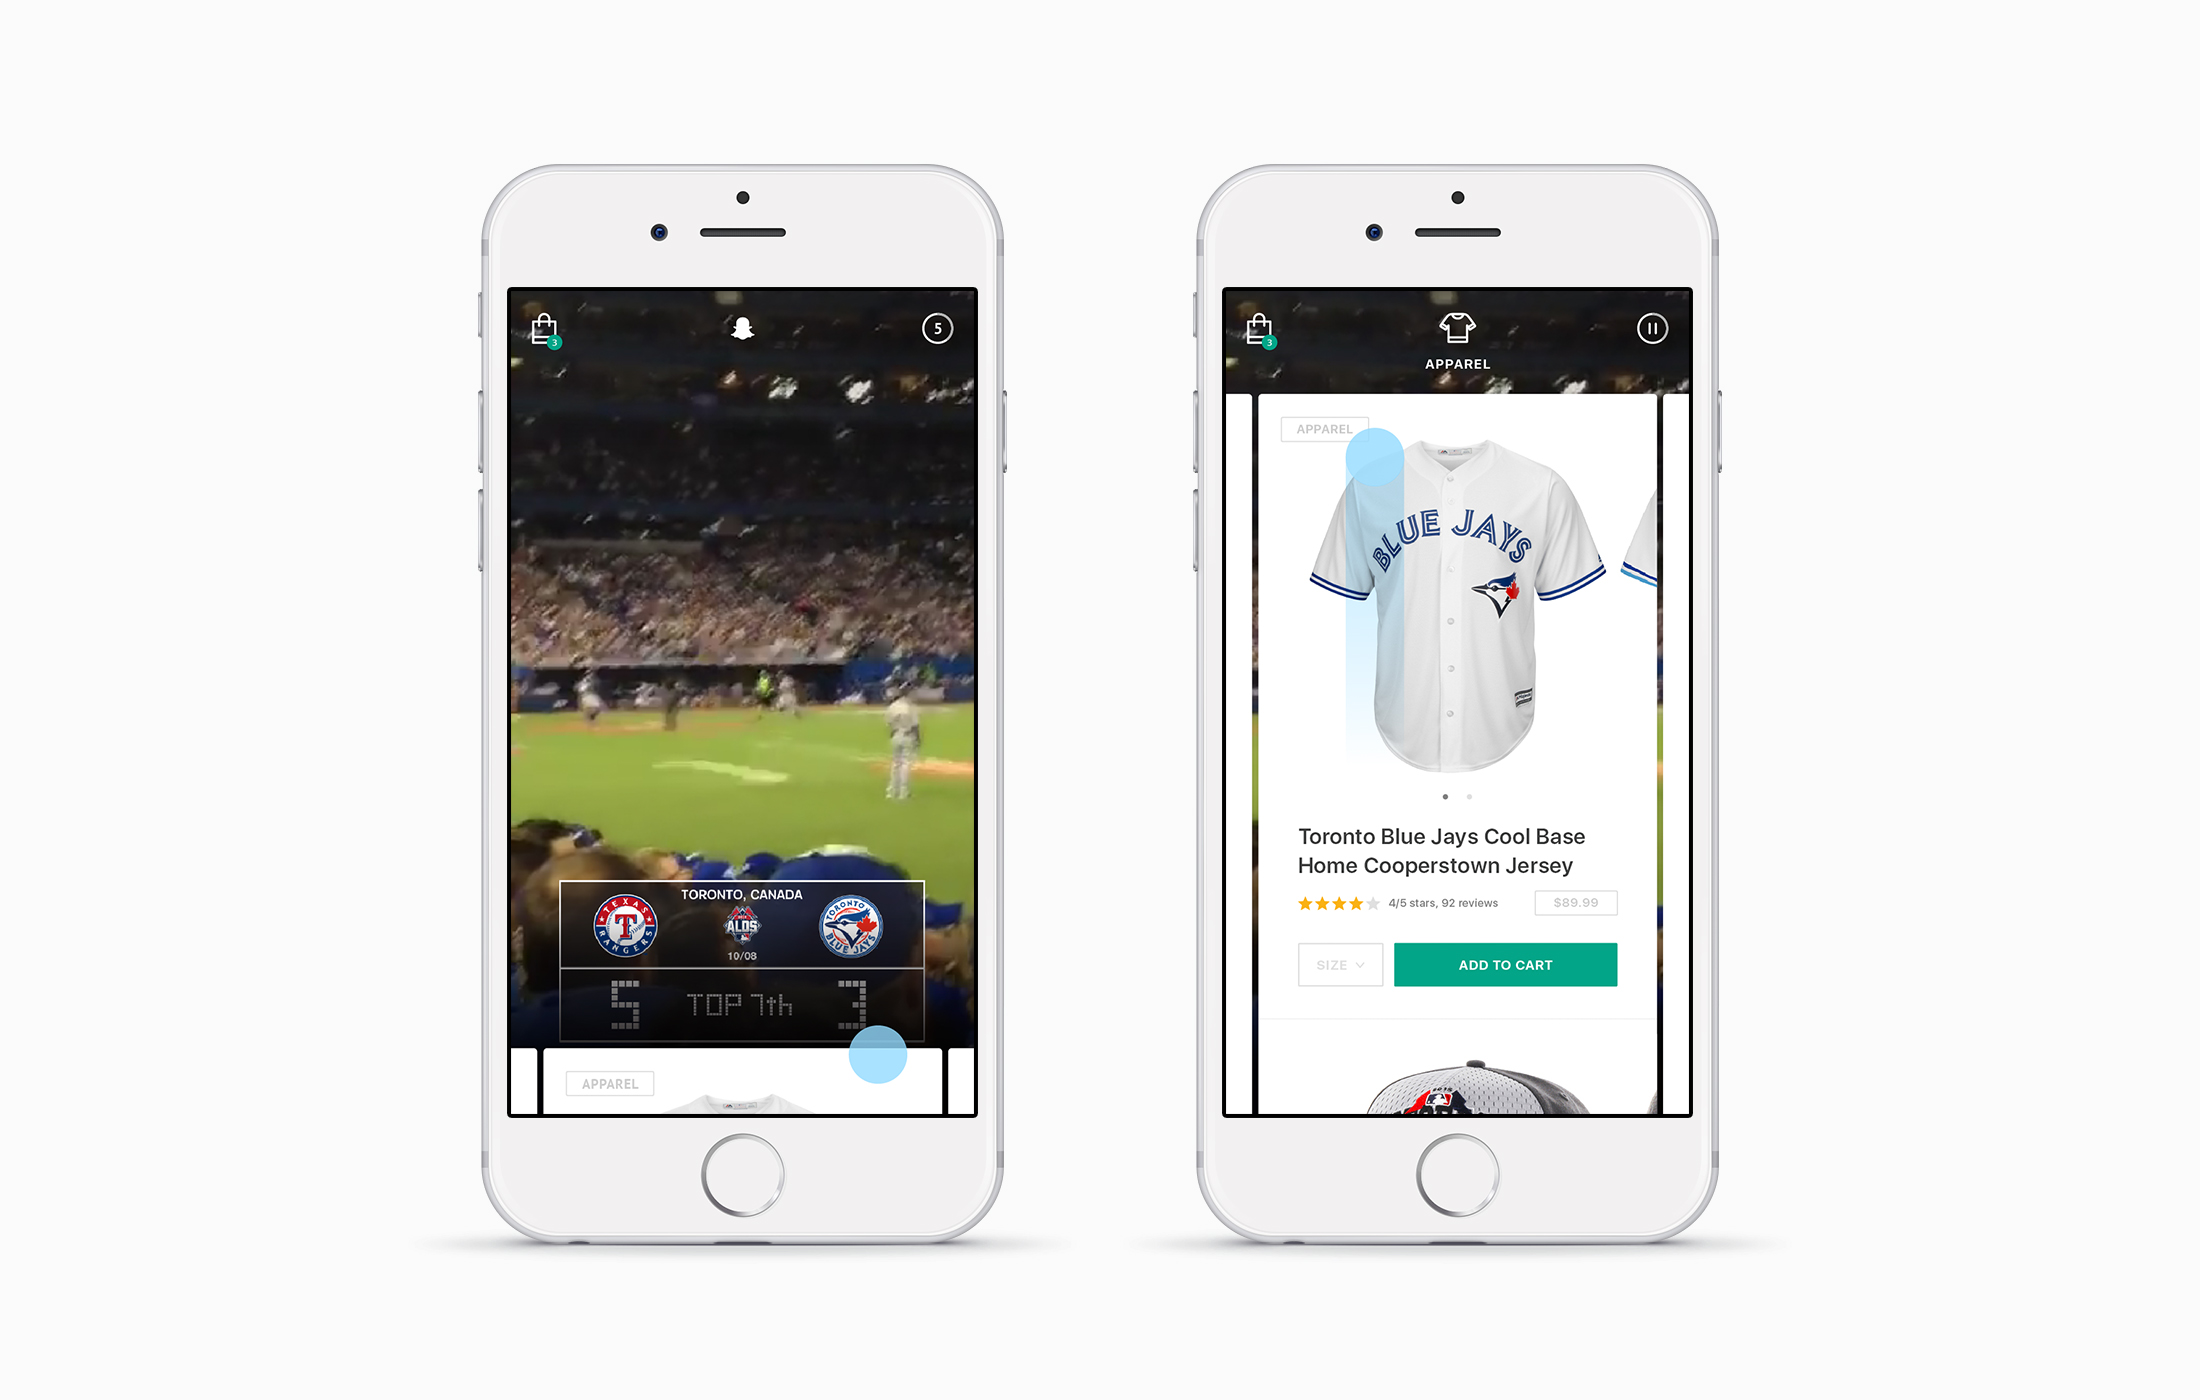 3
5
TORONTO, CANADA
TEXAS
RANGERS
ALDS
10/08
TORONTO
BLUE JAYS
5
TOP 7th
3
APPAREL
3
APPAREL
APPAREL
BLUE JAYS
Toronto Blue Jays Cool Base
Home Cooperstown Jersey
4/5 stars, 92 reviews
$89.99
SIZE
ADD TO CART